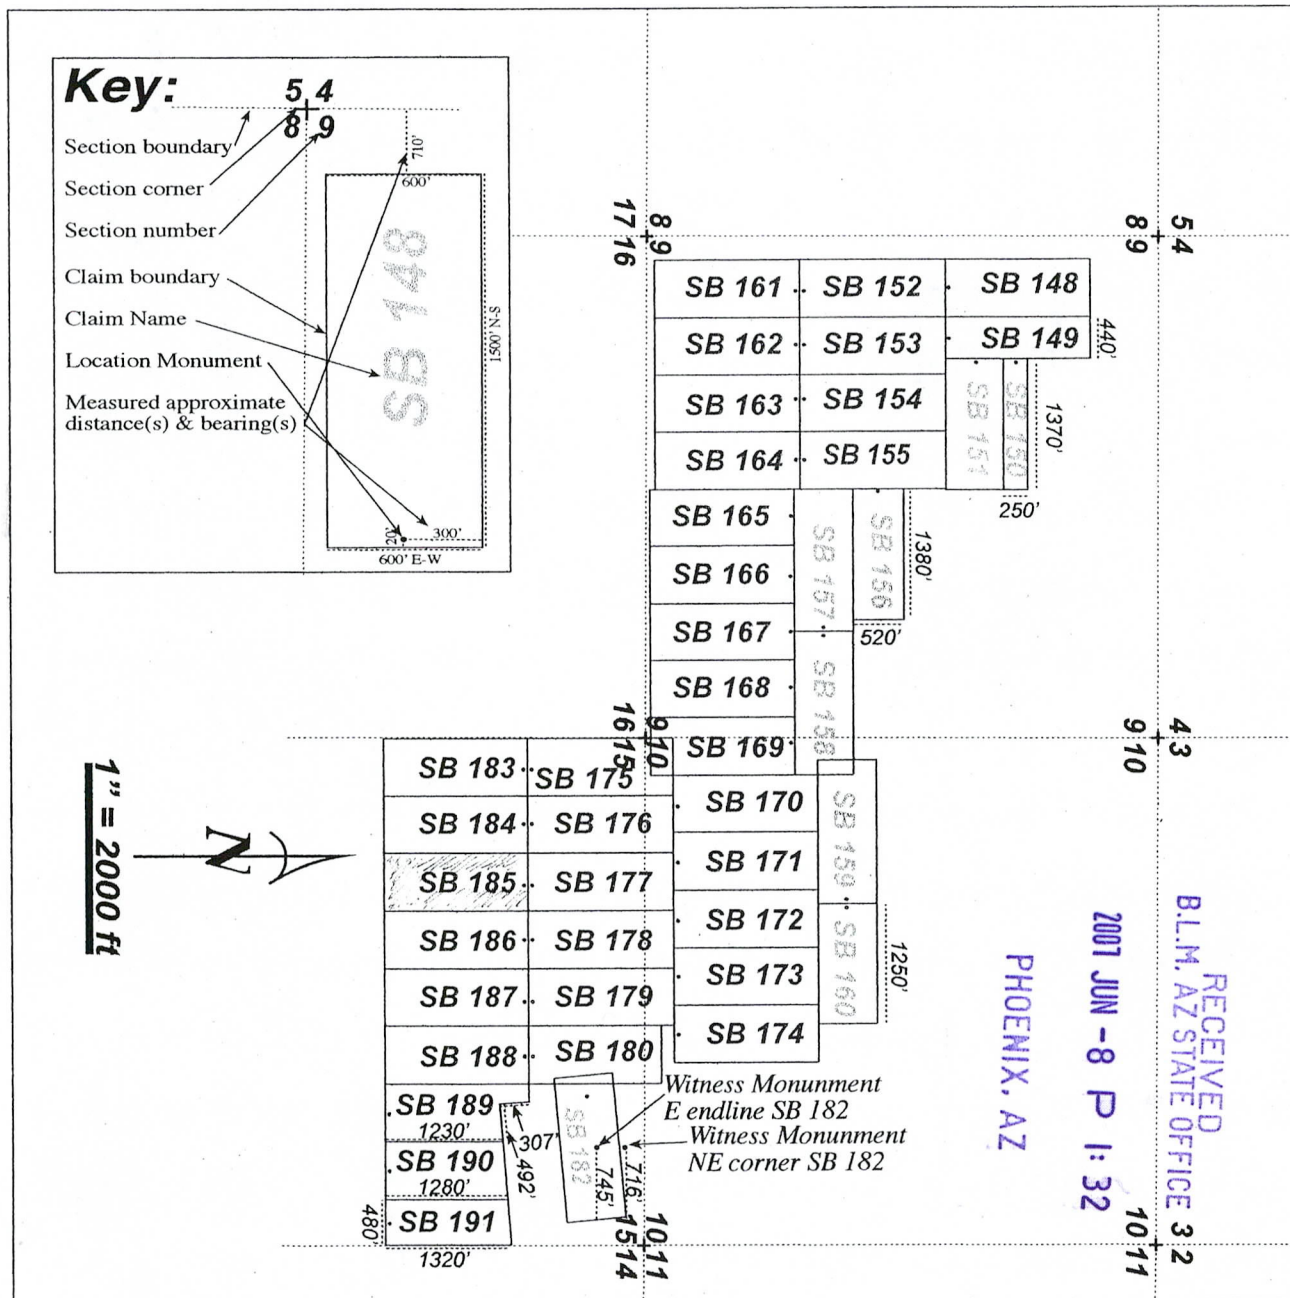 Key:
5 4
8 9
Section boundary
Section corner
Section number
Claim boundary
Claim Name
Location Monument
Measured approximate
distance(s) & bearing(s)
710'
600'
SB 148
1500' N-S
20'
300'
600' E-W
8 9
17 16
5 4
8 9
SB 161
SB 152
SB 148
SB 162
SB 153
SB 149
440'
SB 163
SB 154
SB 151
SB 150
1370'
SB 164
SB 155
250'
SB 165
SB 157
SB 156
1380'
SB 166
SB 167
520'
SB 168
SB 158
SB 169
9 10
16 15
4 3
9 10
SB 183
SB 175
SB 170
SB 159
SB 184
SB 176
SB 171
SB 185
SB 177
SB 172
SB 160
1250'
SB 186
SB 178
SB 173
SB 187
SB 179
SB 174
SB 188
SB 180
1" = 2000 ft
N
SB 189
1230'
307'
492'
SB 182
Witness Monunment
E endline SB 182
Witness Monunment
NE corner SB 182
745'
716'
SB 190
1280'
SB 191
480'
1320'
10 11
15 14
3 2
10 11
RECEIVED
B.L.M. AZ STATE OFFICE
2007 JUN -8 P 1: 32
PHOENIX, AZ